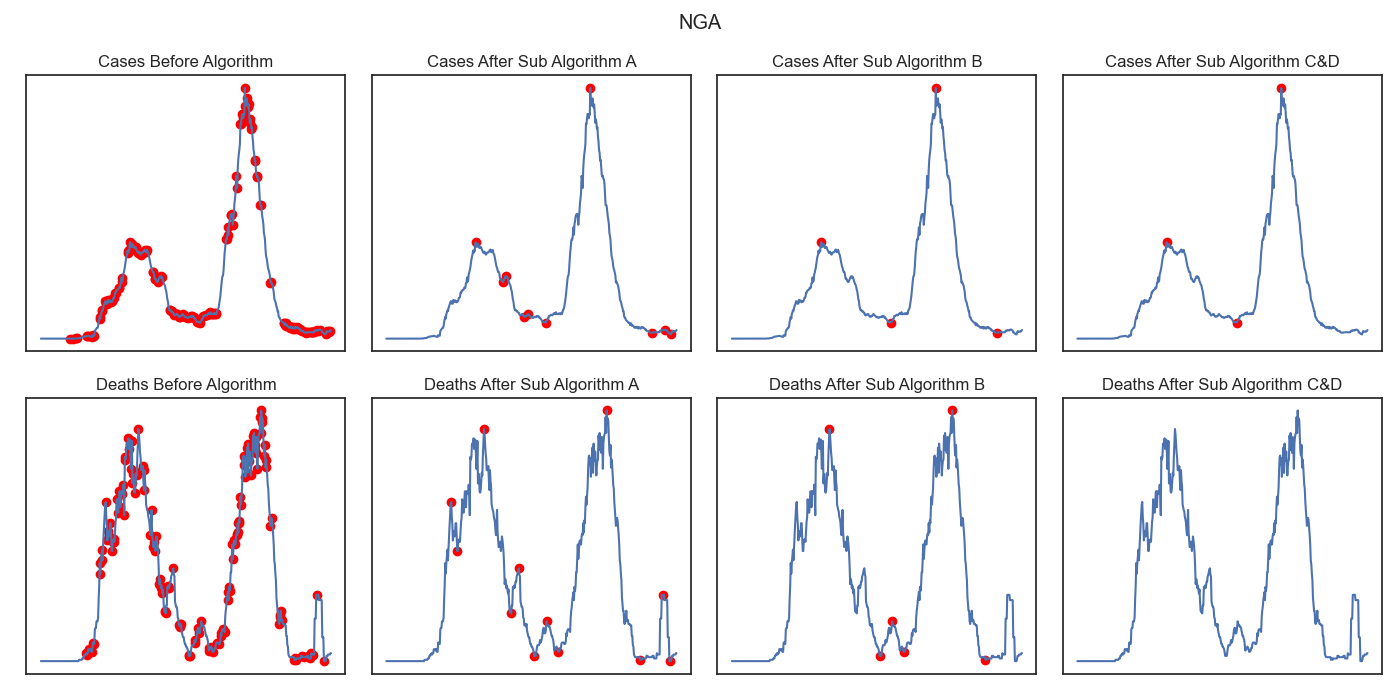 NGA
Cases Before Algorithm
Cases After Sub Algorithm A
Cases After Sub Algorithm B
Cases After Sub Algorithm C&D
Deaths Before Algorithm
Deaths After Sub Algorithm A
Deaths After Sub Algorithm B
Deaths After Sub Algorithm C&D